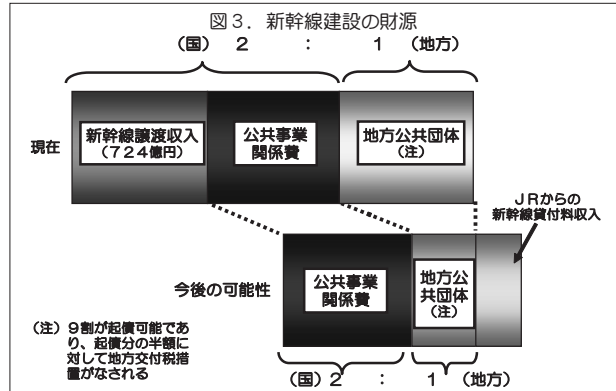 図3．新幹線建設の財源
（国） 2 ： 1 （地方）
現在
新幹線譲渡収入
（724億円）
公共事業
関係費
地方公共団体
（注）
JRからの
新幹線貸付料収入
今後の可能性
公共事業
関係費
地方公
共団体
（注）
（注）9割が起債可能であ
り、起債分の半額に
対して地方交付税措
置がなされる
（国）2 ： 1 （地方）